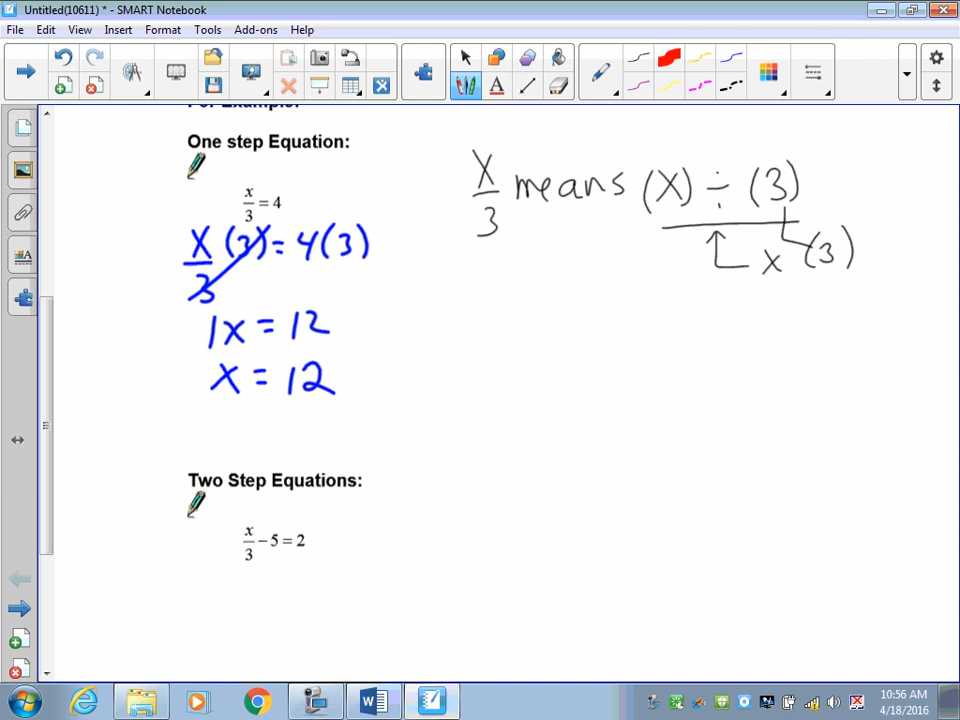 Untitled(10611) * - SMART Notebook
File Edit View Insert Format Tools Add-ons Help
For Example:
One step Equation:
x/3 = 4
x/3 (3) = 4(3)
1x = 12
x = 12
X/3 means (X) ÷ (3)
x (3)
Two Step Equations:
x/3 − 5 = 2
10:56 AM
4/18/2016